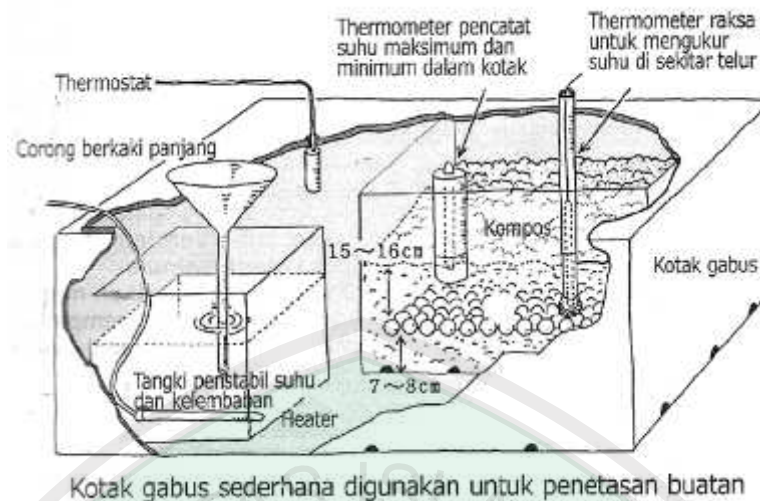 Thermometer pencatat
suhu maksimum dan
minimum dalam kotak
Thermometer raksa
untuk mengukur
suhu di sekitar telur
Thermostat
Corong berkaki panjang
Kompos
15~16cm
Kotak gabus
Tangki penstabil suhu
dan kelembaban
Heater
7~8cm
Kotak gabus sederhana digunakan untuk penetasan buatan